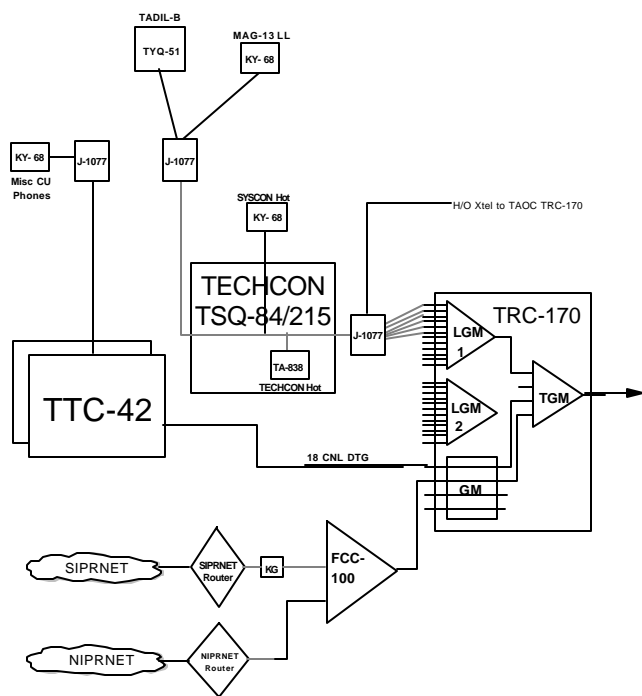 TADIL-B
TYQ-51
MAG-13 LL
KY- 68
KY- 68
J-1077
J-1077
Misc CU
Phones
SYSCON Hot
KY- 68
H/O Xtel to TAOC TRC-170
TECHCON
TSQ-84/215
J-1077
TRC-170
LGM
1
TA-838
TECHCON Hot
TGM
LGM
2
TTC-42
18 CNL DTG
GM
FCC-
100
SIPRNET
SIPRNET
Router
KG
NIPRNET
NIPRNET
Router